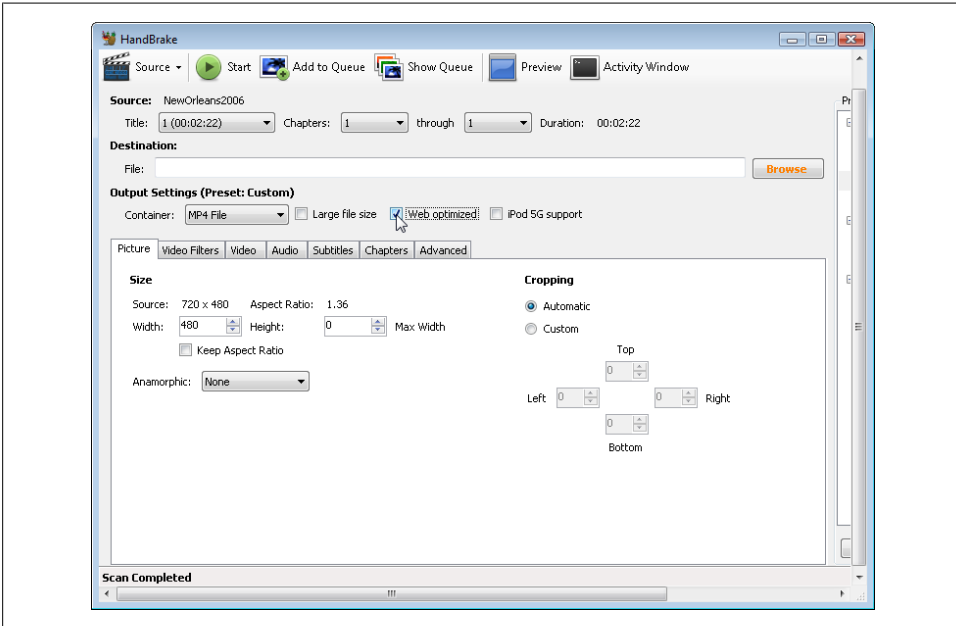 HandBrake
Source Start Add to Queue Show Queue Preview Activity Window
Source: NewOrleans2006
Title: 1 (00:02:22) Chapters: 1 through 1 Duration: 00:02:22
Destination:
File: Browse
Output Settings (Preset: Custom)
Container: MP4 File Large file size Web optimized iPod 5G support
Picture Video Filters Video Audio Subtitles Chapters Advanced
Size Cropping
Source: 720 x 480 Aspect Ratio: 1.36 Automatic
Width: 480 Height: 0 Max Width Custom
Keep Aspect Ratio Top
0
Anamorphic: None
Left 0 0 Right
0
Bottom
Scan Completed